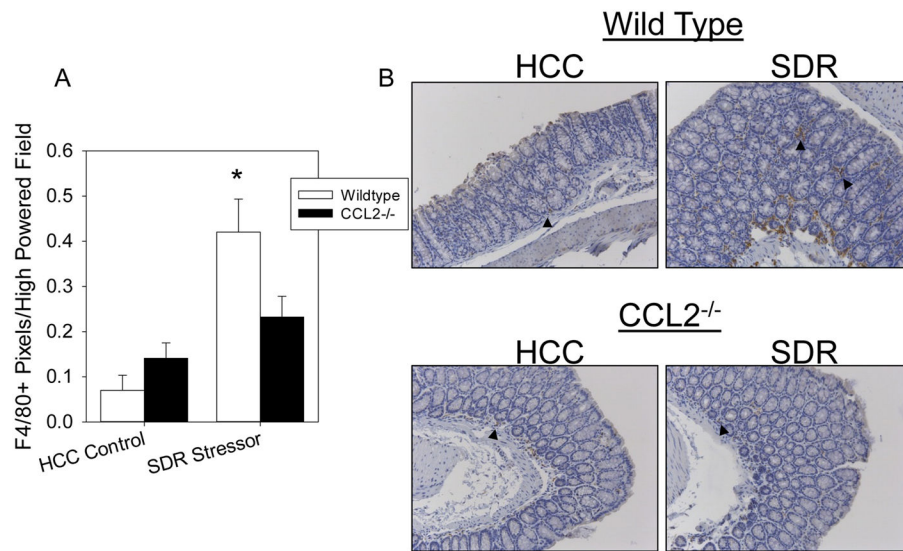 A
F4/80+ Pixels/High Powered Field
0.6
0.5
0.4
0.3
0.2
0.1
0.0
*
Wildtype
CCL2-/-
HCC Control
SDR Stressor
B
Wild Type
HCC SDR
CCL2-/-
HCC SDR